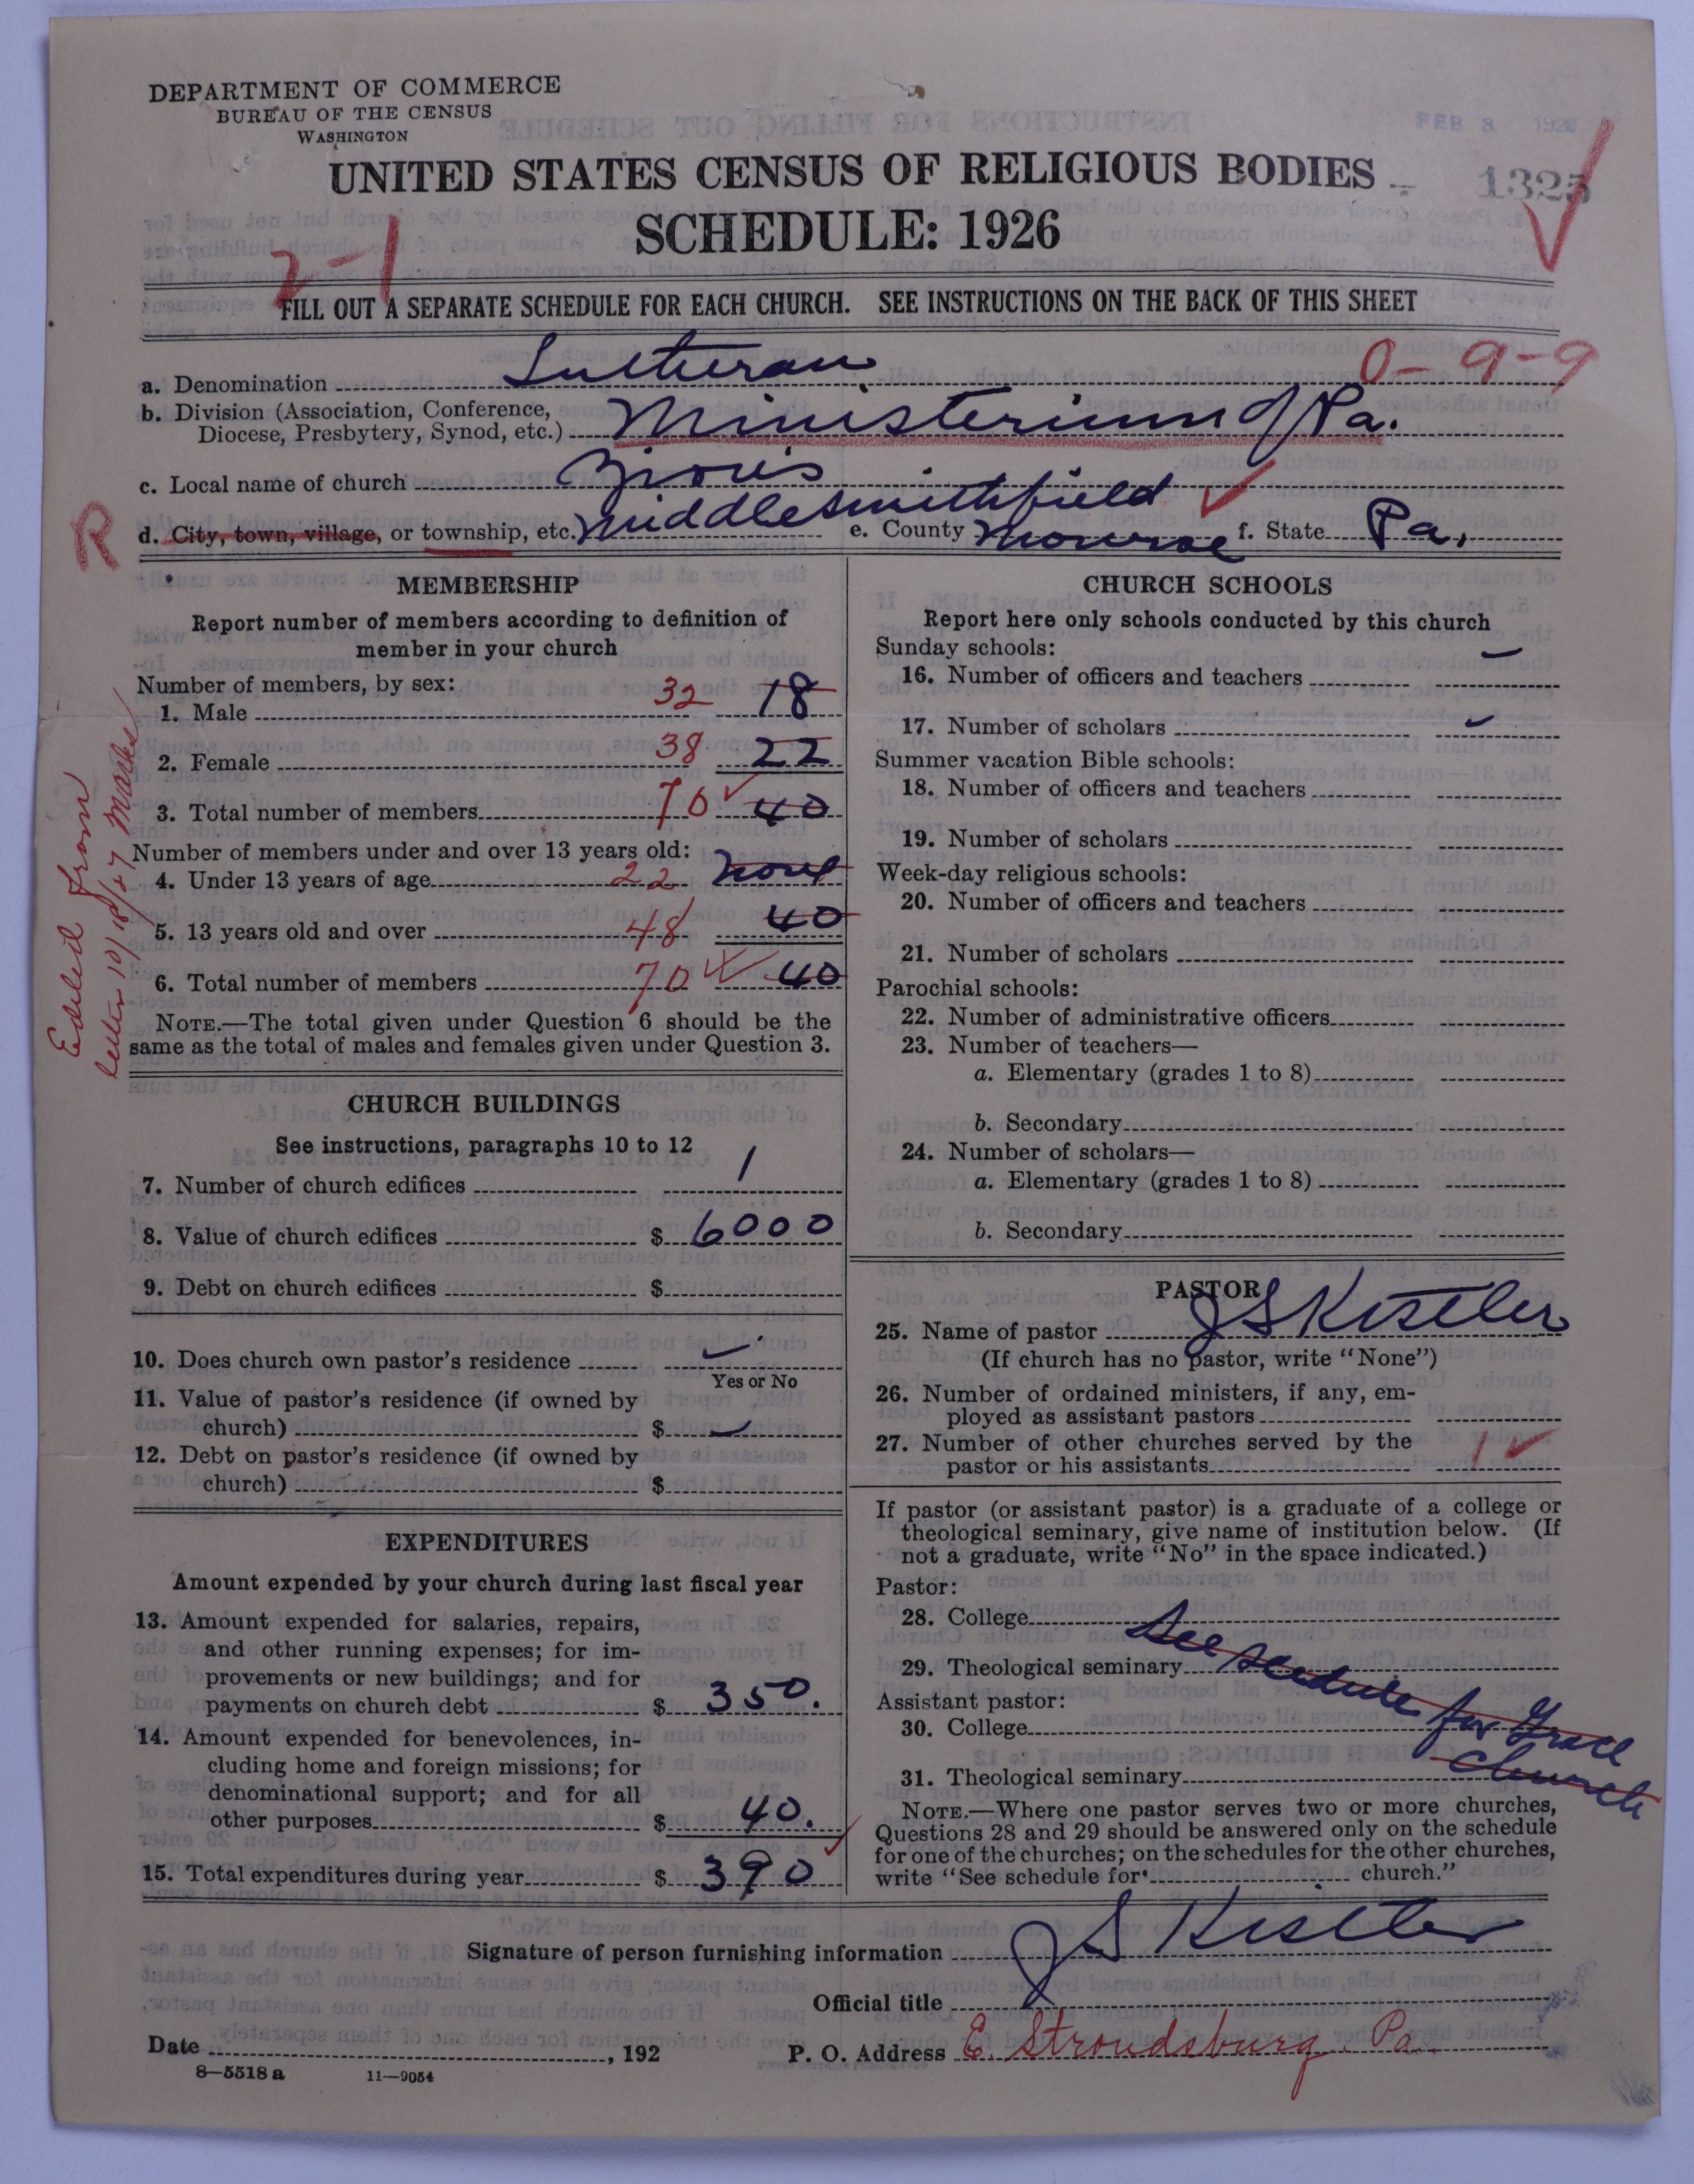 DEPARTMENT OF COMMERCE
BUREAU OF THE CENSUS
WASHINGTON
FEB 3
UNITED STATES CENSUS OF RELIGIOUS BODIES
1325
SCHEDULE: 1926
2-1
FILL OUT A SEPARATE SCHEDULE FOR EACH CHURCH. SEE INSTRUCTIONS ON THE BACK OF THIS SHEET
a. Denomination Lutheran 0-9-9
b. Division (Association, Conference,
Diocese, Presbytery, Synod, etc.) Ministerium of Pa.
c. Local name of church Zion's
R d. City, town, village, or township, etc. Middlesmithfield e. County Monroe f. State Pa.
MEMBERSHIP
Report number of members according to definition of
member in your church
Number of members, by sex:
1. Male 32 18
2. Female 38 22
3. Total number of members 70 40
Number of members under and over 13 years old:
4. Under 13 years of age 22 none
5. 13 years old and over 48 40
6. Total number of members 70 40
NOTE.—The total given under Question 6 should be the
same as the total of males and females given under Question 3.
Edited from
letter 10/18/27
CHURCH BUILDINGS
See instructions, paragraphs 10 to 12
7. Number of church edifices 1
8. Value of church edifices $ 6000
9. Debt on church edifices $
10. Does church own pastor's residence
Yes or No
11. Value of pastor's residence (if owned by
church) $
12. Debt on pastor's residence (if owned by
church) $
EXPENDITURES
Amount expended by your church during last fiscal year
13. Amount expended for salaries, repairs,
and other running expenses; for im-
provements or new buildings; and for
payments on church debt $ 350.
14. Amount expended for benevolences, in-
cluding home and foreign missions; for
denominational support; and for all
other purposes $ 40.
15. Total expenditures during year $ 390
CHURCH SCHOOLS
Report here only schools conducted by this church
Sunday schools:
16. Number of officers and teachers
17. Number of scholars
Summer vacation Bible schools:
18. Number of officers and teachers
19. Number of scholars
Week-day religious schools:
20. Number of officers and teachers
21. Number of scholars
Parochial schools:
22. Number of administrative officers
23. Number of teachers—
a. Elementary (grades 1 to 8)
b. Secondary
24. Number of scholars—
a. Elementary (grades 1 to 8)
b. Secondary
PASTOR
25. Name of pastor J S Kistler
(If church has no pastor, write "None")
26. Number of ordained ministers, if any, em-
ployed as assistant pastors
27. Number of other churches served by the
pastor or his assistants 1
If pastor (or assistant pastor) is a graduate of a college or
theological seminary, give name of institution below. (If
not a graduate, write "No" in the space indicated.)
Pastor:
28. College
29. Theological seminary
See scedule for Grace
Church
Assistant pastor:
30. College
31. Theological seminary
NOTE.—Where one pastor serves two or more churches,
Questions 28 and 29 should be answered only on the schedule
for one of the churches; on the schedules for the other churches,
write "See schedule for church."
Signature of person furnishing information J S Kistler
Official title
Date , 192
P. O. Address E. Stroudsburg Pa.
8—5518 a 11—9054